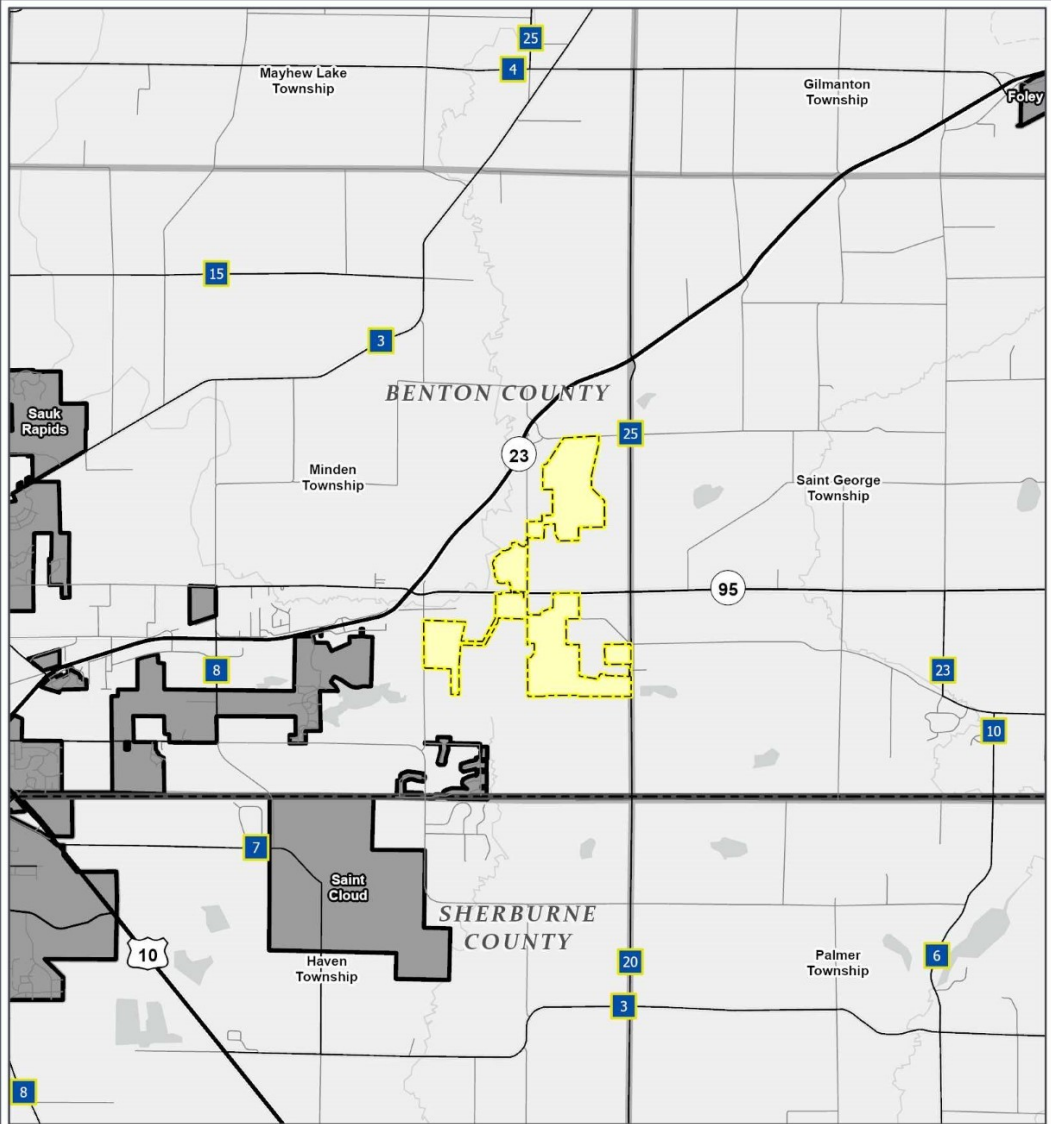 25
4
Mayhew Lake
Township
Gilmanton
Township
Foley
15
3
BENTON COUNTY
Sauk
Rapids
25
23
Minden
Township
Saint George
Township
95
8
23
10
7
Saint
Cloud
SHERBURNE
COUNTY
10
Haven
Township
20
Palmer
Township
6
3
8